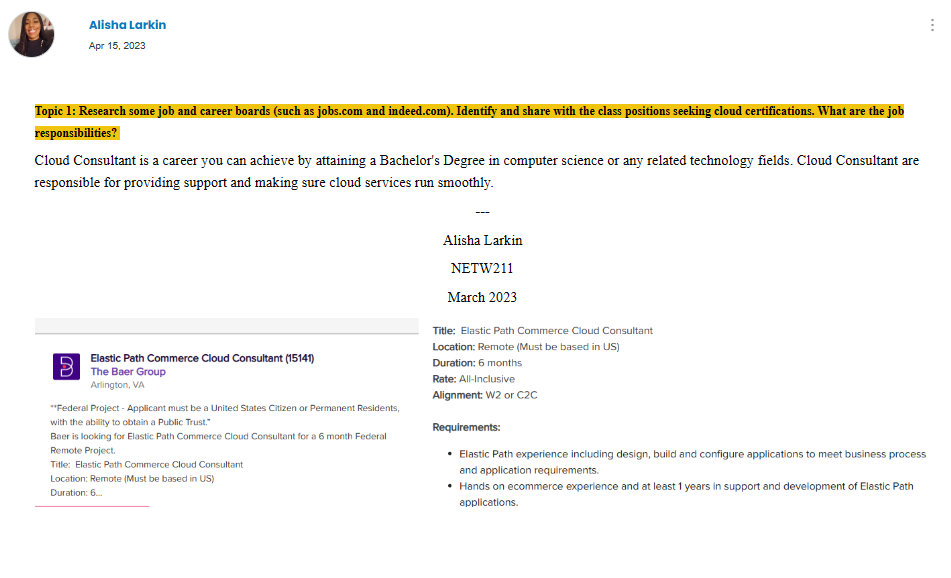 Alisha Larkin
Apr 15, 2023
Topic 1: Research some job and career boards (such as jobs.com and indeed.com). Identify and share with the class positions seeking cloud certifications. What are the job
responsibilities?
Cloud Consultant is a career you can achieve by attaining a Bachelor's Degree in computer science or any related technology fields. Cloud Consultant are
responsible for providing support and making sure cloud services run smoothly.
---
Alisha Larkin
NETW211
March 2023
Elastic Path Commerce Cloud Consultant (15141)
The Baer Group
Arlington, VA
**Federal Project - Applicant must be a United States Citizen or Permanent Residents,
with the ability to obtain a Public Trust."
Baer is looking for Elastic Path Commerce Cloud Consultant for a 6 month Federal
Remote Project.
Title: Elastic Path Commerce Cloud Consultant
Location: Remote (Must be based in US)
Duration: 6...
Title: Elastic Path Commerce Cloud Consultant
Location: Remote (Must be based in US)
Duration: 6 months
Rate: All-Inclusive
Alignment: W2 or C2C
Requirements:
• Elastic Path experience including design, build and configure applications to meet business process
and application requirements.
• Hands on ecommerce experience and at least 1 years in support and development of Elastic Path
applications.